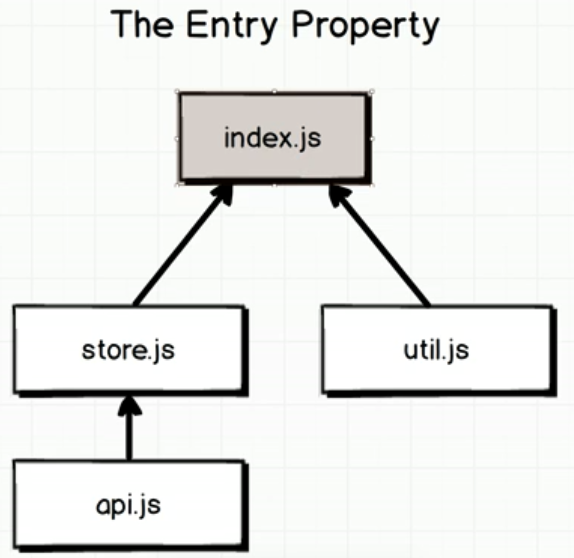 The Entry Property
index.js
store.js
util.js
api.js